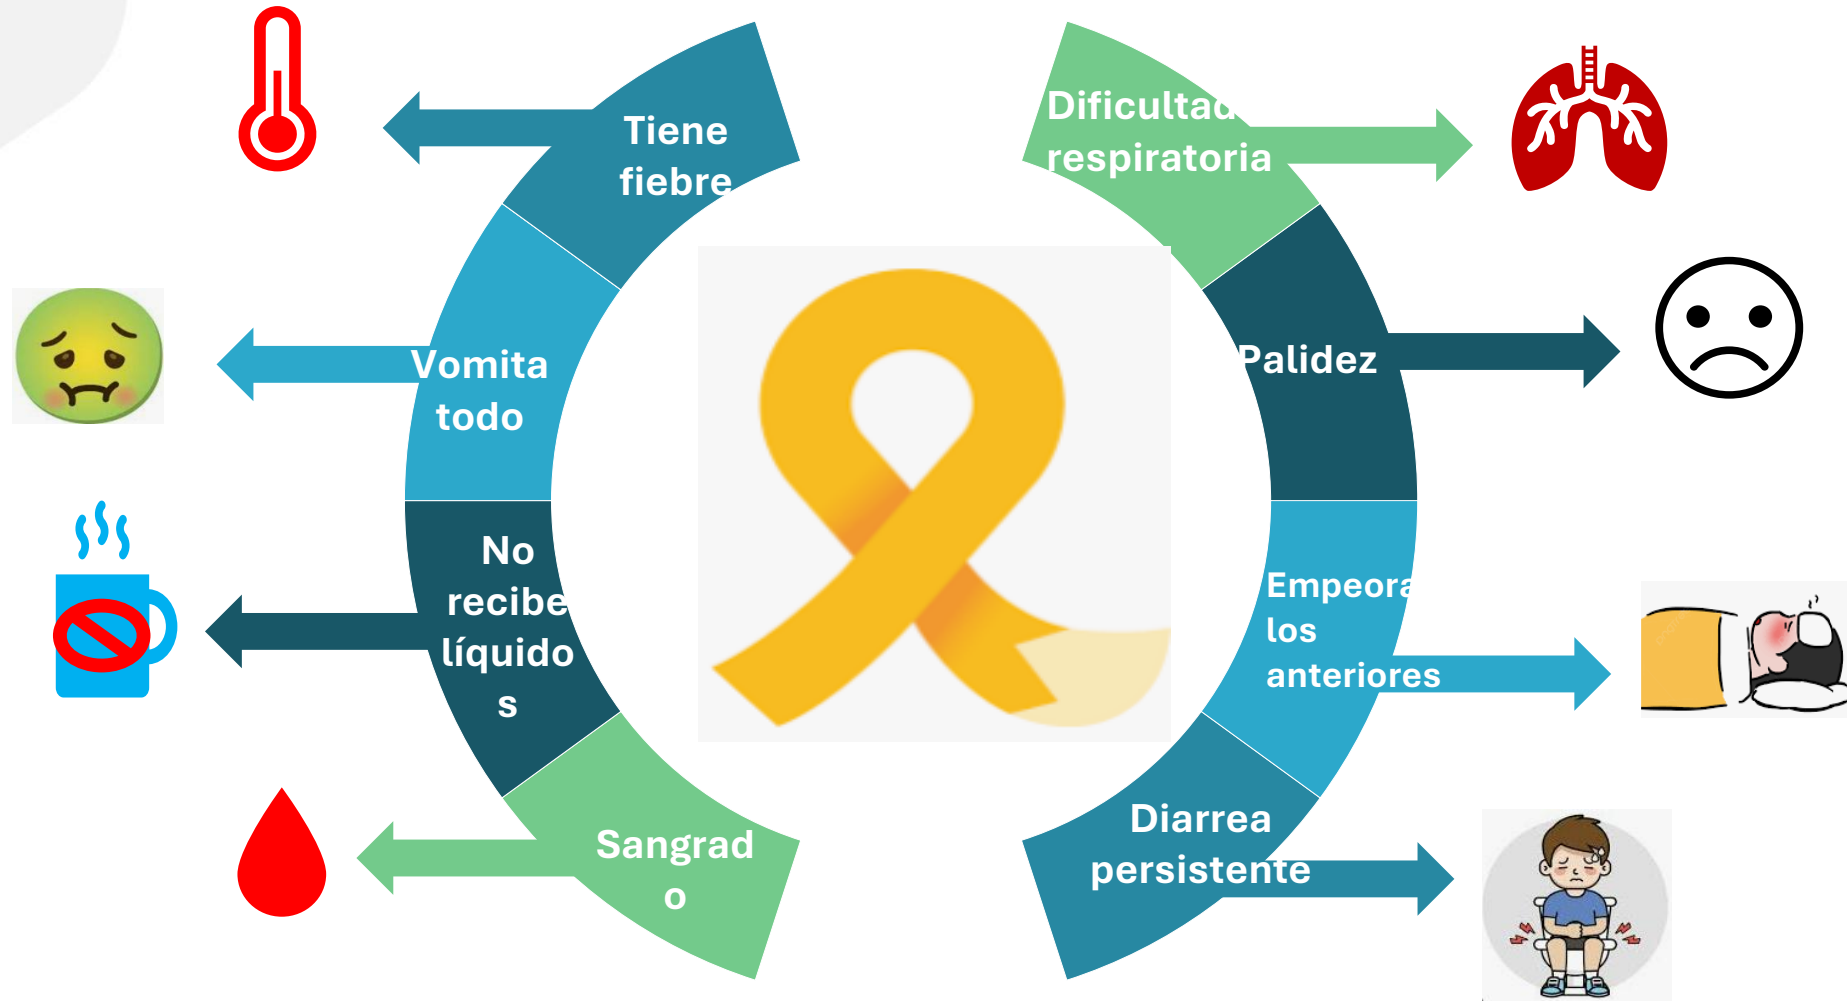 Tiene
fiebre
Vomita
todo
No
recibe
líquido
s
Sangrad
o
Dificultad
respiratoria
Palidez
Empeora
los
anteriores
Diarrea
persistente